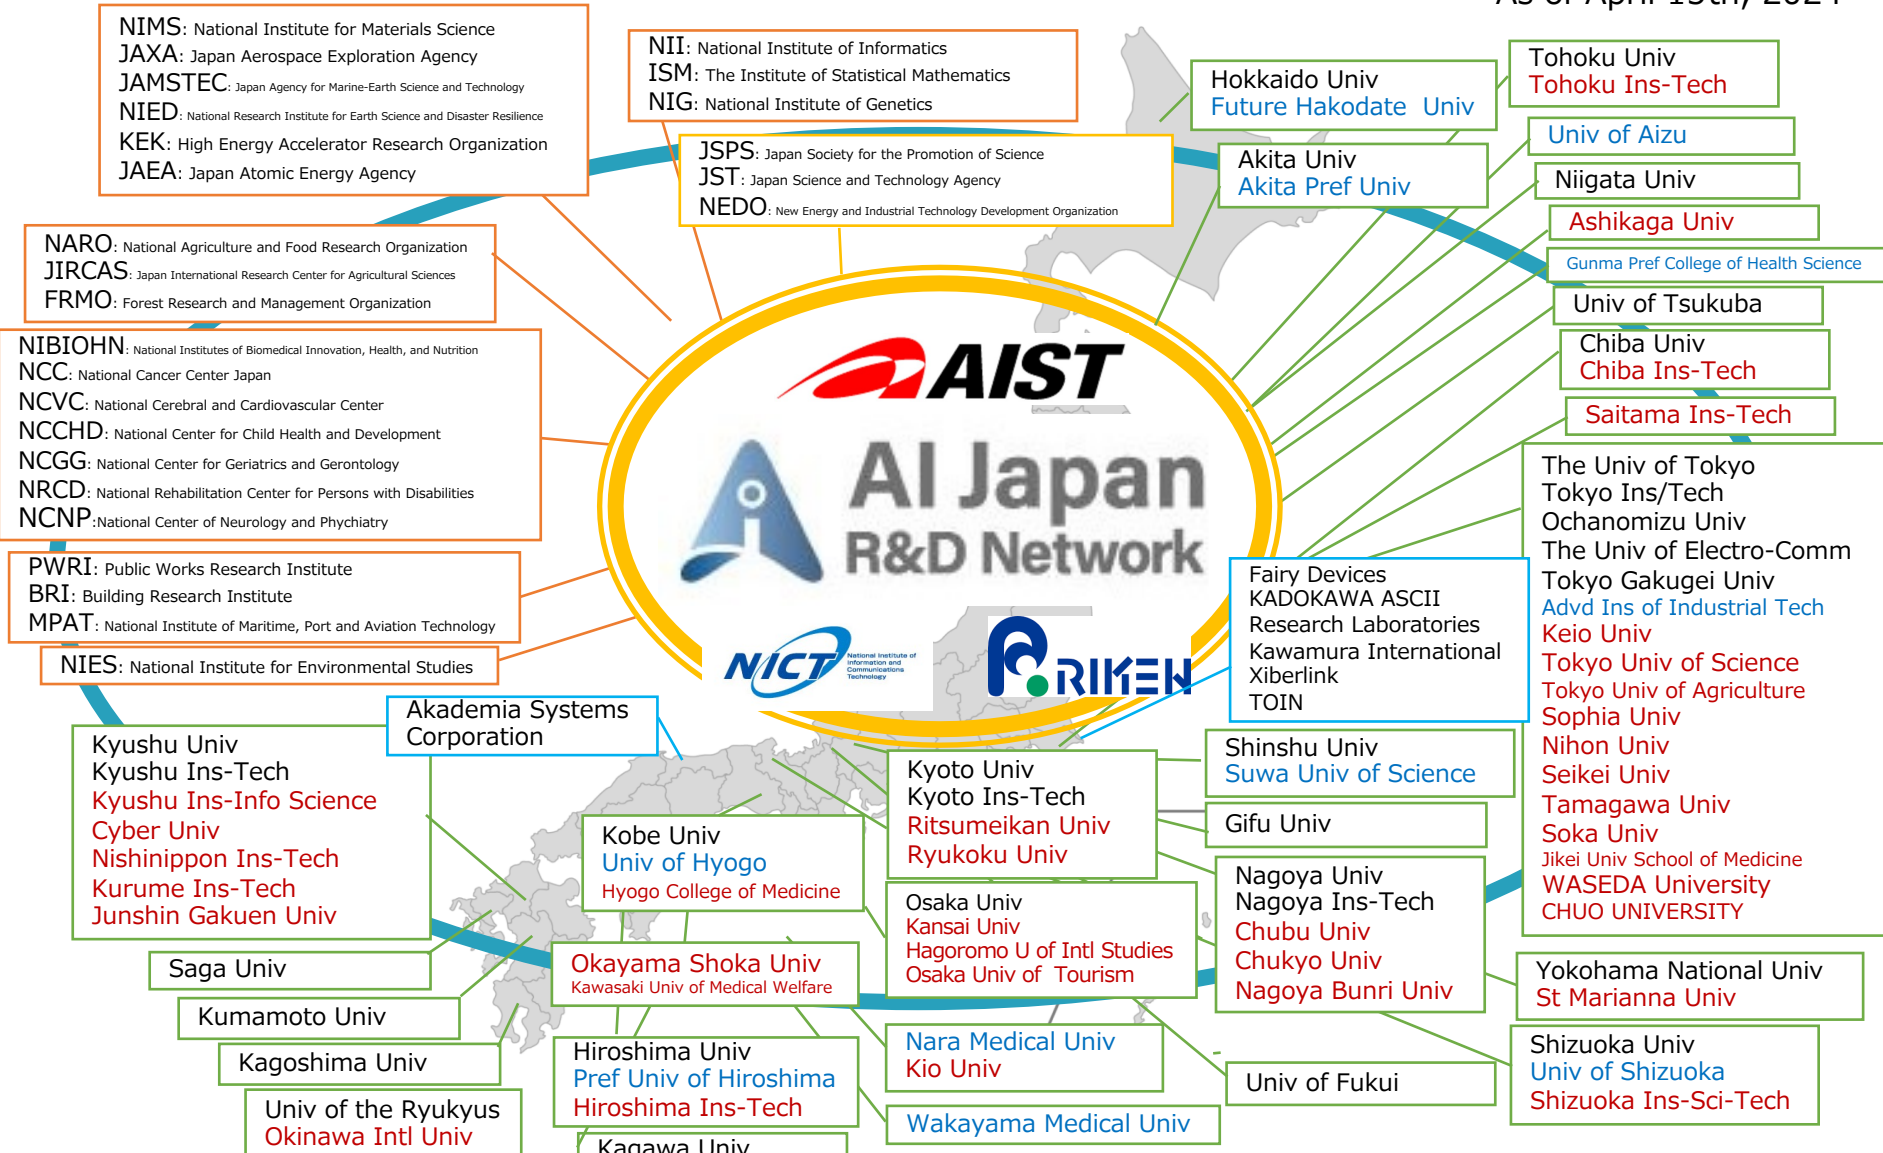 As of April 15th, 2024
NIMS: National Institute for Materials Science
JAXA: Japan Aerospace Exploration Agency
JAMSTEC: Japan Agency for Marine-Earth Science and Technology
NIED: National Research Institute for Earth Science and Disaster Resilience
KEK: High Energy Accelerator Research Organization
JAEA: Japan Atomic Energy Agency
NII: National Institute of Informatics
ISM: The Institute of Statistical Mathematics
NIG: National Institute of Genetics
JSPS: Japan Society for the Promotion of Science
JST: Japan Science and Technology Agency
NEDO: New Energy and Industrial Technology Development Organization
Hokkaido Univ
Future Hakodate Univ
Tohoku Univ
Tohoku Ins-Tech
Akita Univ
Akita Pref Univ
Univ of Aizu
Niigata Univ
Ashikaga Univ
Gunma Pref College of Health Science
Univ of Tsukuba
Chiba Univ
Chiba Ins-Tech
Saitama Ins-Tech
NARO: National Agriculture and Food Research Organization
JIRCAS: Japan International Research Center for Agricultural Sciences
FRMO: Forest Research and Management Organization
NIBIOHN: National Institutes of Biomedical Innovation, Health, and Nutrition
NCC: National Cancer Center Japan
NCVC: National Cerebral and Cardiovascular Center
NCCHD: National Center for Child Health and Development
NCGG: National Center for Geriatrics and Gerontology
NRCD: National Rehabilitation Center for Persons with Disabilities
NCNP:National Center of Neurology and Phychiatry
PWRI: Public Works Research Institute
BRI: Building Research Institute
MPAT: National Institute of Maritime, Port and Aviation Technology
NIES: National Institute for Environmental Studies
AIST
AI Japan
R&D Network
NICT
National Institute of
Information and
Communications
Technology
RIKEN
Fairy Devices
KADOKAWA ASCII
Research Laboratories
Kawamura International
Xiberlink
TOIN
The Univ of Tokyo
Tokyo Ins/Tech
Ochanomizu Univ
The Univ of Electro-Comm
Tokyo Gakugei Univ
Advd Ins of Industrial Tech
Keio Univ
Tokyo Univ of Science
Tokyo Univ of Agriculture
Sophia Univ
Nihon Univ
Seikei Univ
Tamagawa Univ
Soka Univ
Jikei Univ School of Medicine
WASEDA University
CHUO UNIVERSITY
Akademia Systems
Corporation
Kyushu Univ
Kyushu Ins-Tech
Kyushu Ins-Info Science
Cyber Univ
Nishinippon Ins-Tech
Kurume Ins-Tech
Junshin Gakuen Univ
Saga Univ
Kumamoto Univ
Kagoshima Univ
Univ of the Ryukyus
Okinawa Intl Univ
Kobe Univ
Univ of Hyogo
Hyogo College of Medicine
Okayama Shoka Univ
Kawasaki Univ of Medical Welfare
Hiroshima Univ
Pref Univ of Hiroshima
Hiroshima Ins-Tech
Kagawa Univ
Kyoto Univ
Kyoto Ins-Tech
Ritsumeikan Univ
Ryukoku Univ
Osaka Univ
Kansai Univ
Hagoromo U of Intl Studies
Osaka Univ of Tourism
Nara Medical Univ
Kio Univ
Wakayama Medical Univ
Shinshu Univ
Suwa Univ of Science
Gifu Univ
Nagoya Univ
Nagoya Ins-Tech
Chubu Univ
Chukyo Univ
Nagoya Bunri Univ
Univ of Fukui
Yokohama National Univ
St Marianna Univ
Shizuoka Univ
Univ of Shizuoka
Shizuoka Ins-Sci-Tech